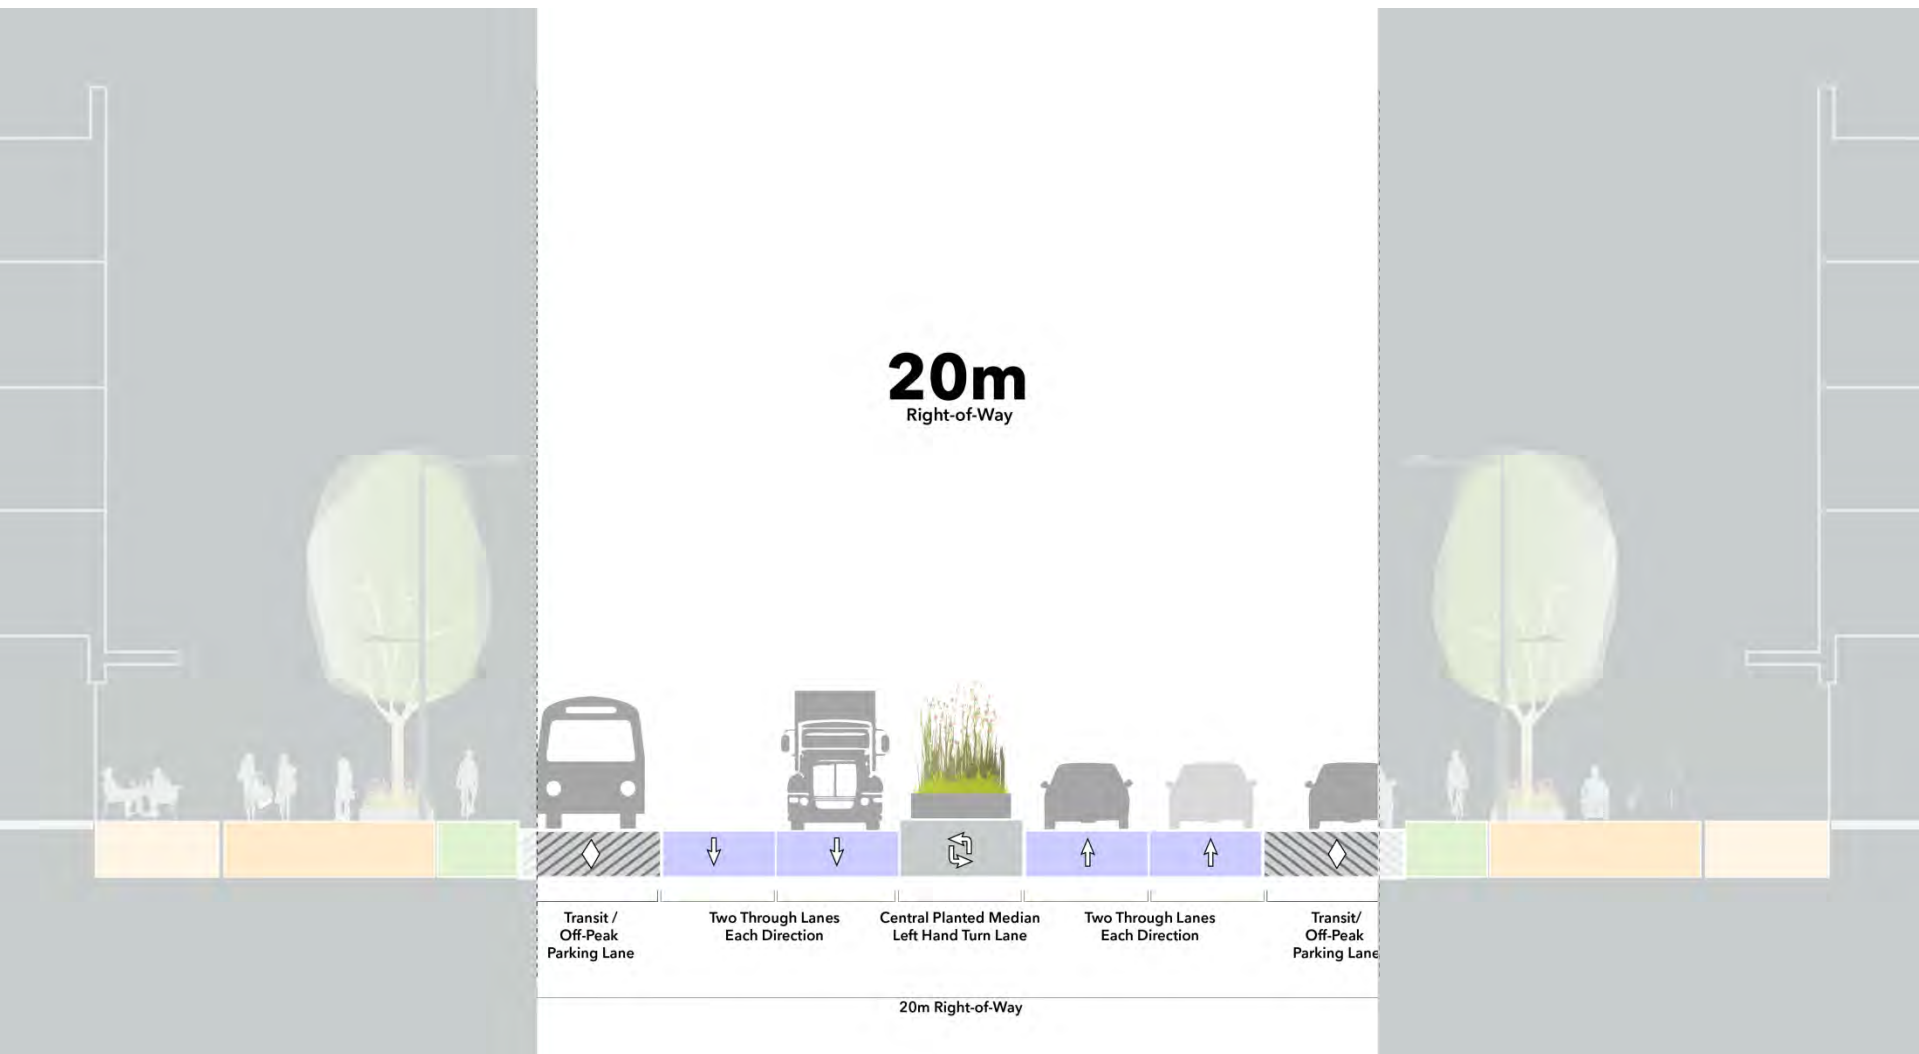 20m
Right-of-Way
Transit /
Off-Peak
Parking Lane
Two Through Lanes
Each Direction
Central Planted Median
Left Hand Turn Lane
Two Through Lanes
Each Direction
Transit/
Off-Peak
Parking Lane
20m Right-of-Way